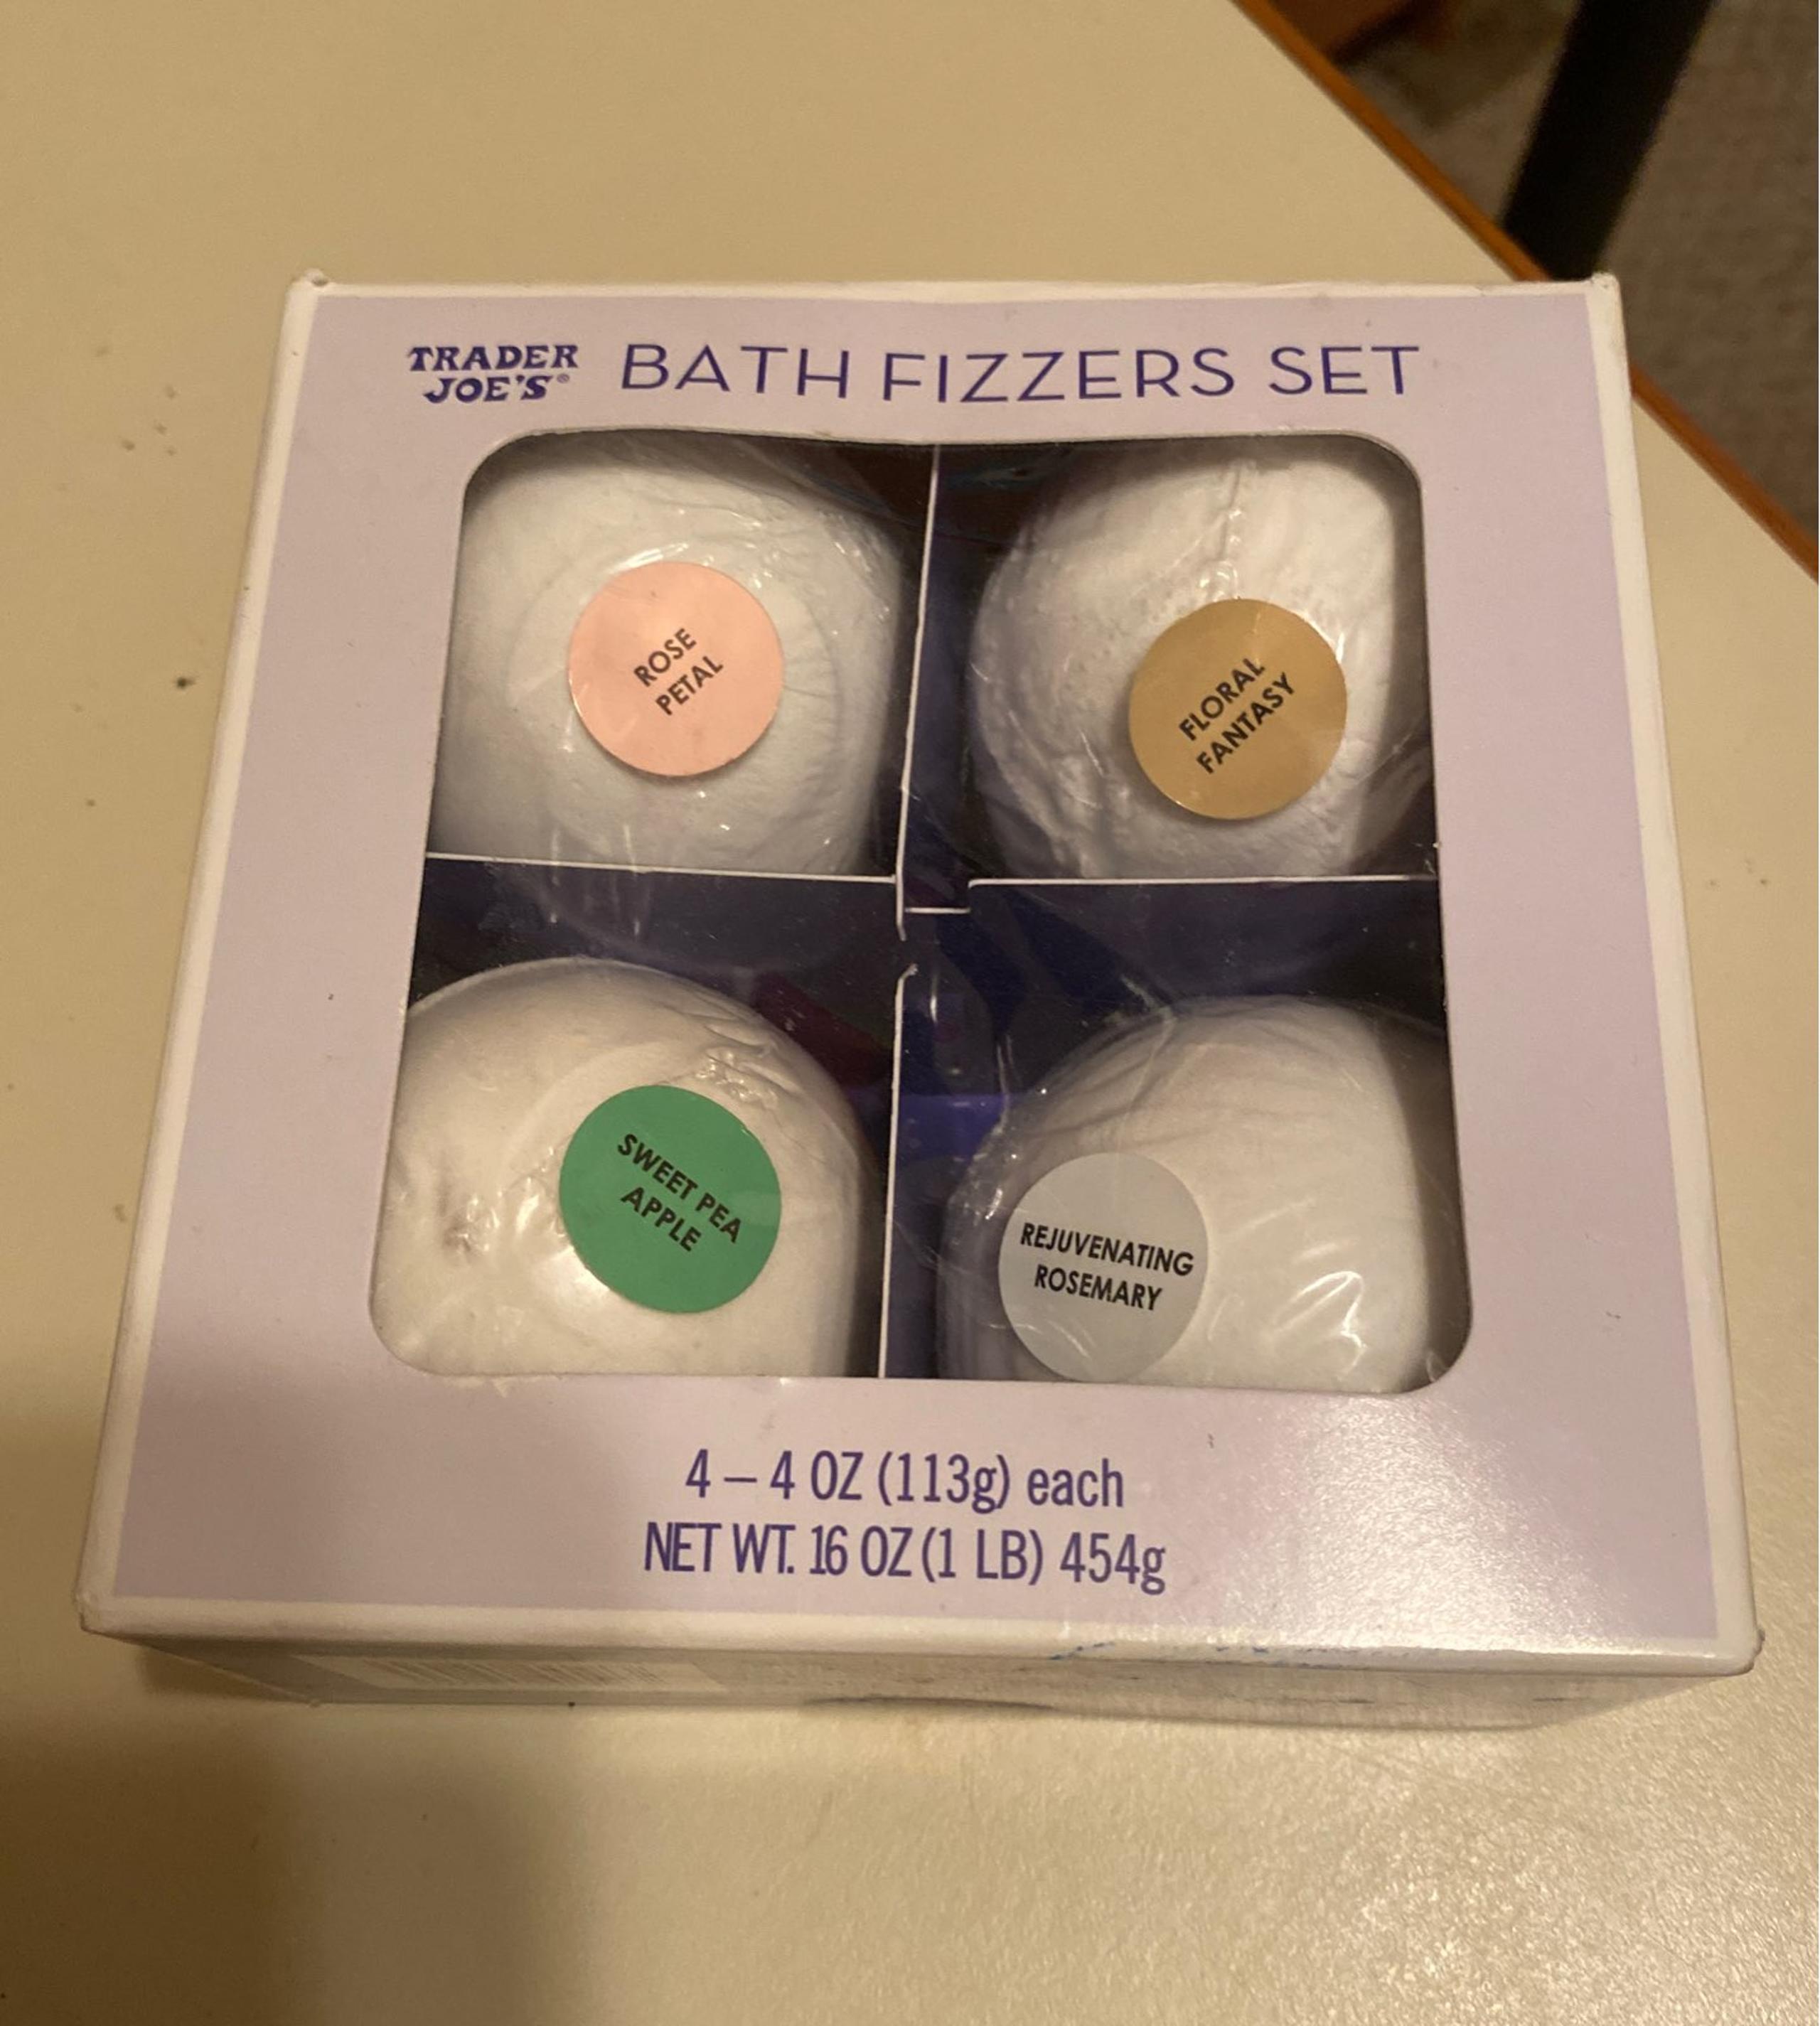 TRADER
JOE'S®
BATH FIZZERS SET
ROSE
PETAL
FLORAL
FANTASY
SWEET PEA
APPLE
REJUVENATING
ROSEMARY
4 – 4 OZ (113g) each
NET WT. 16 OZ (1 LB) 454g